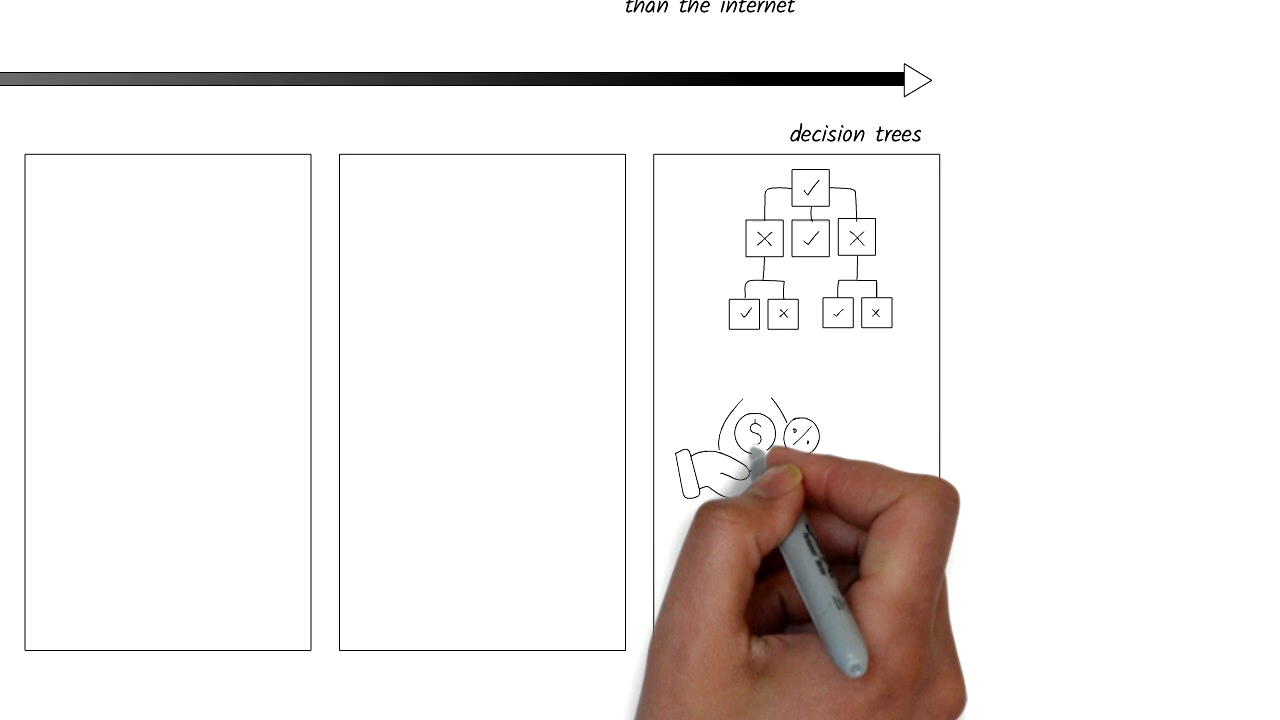 than the internet
decision trees
$
%